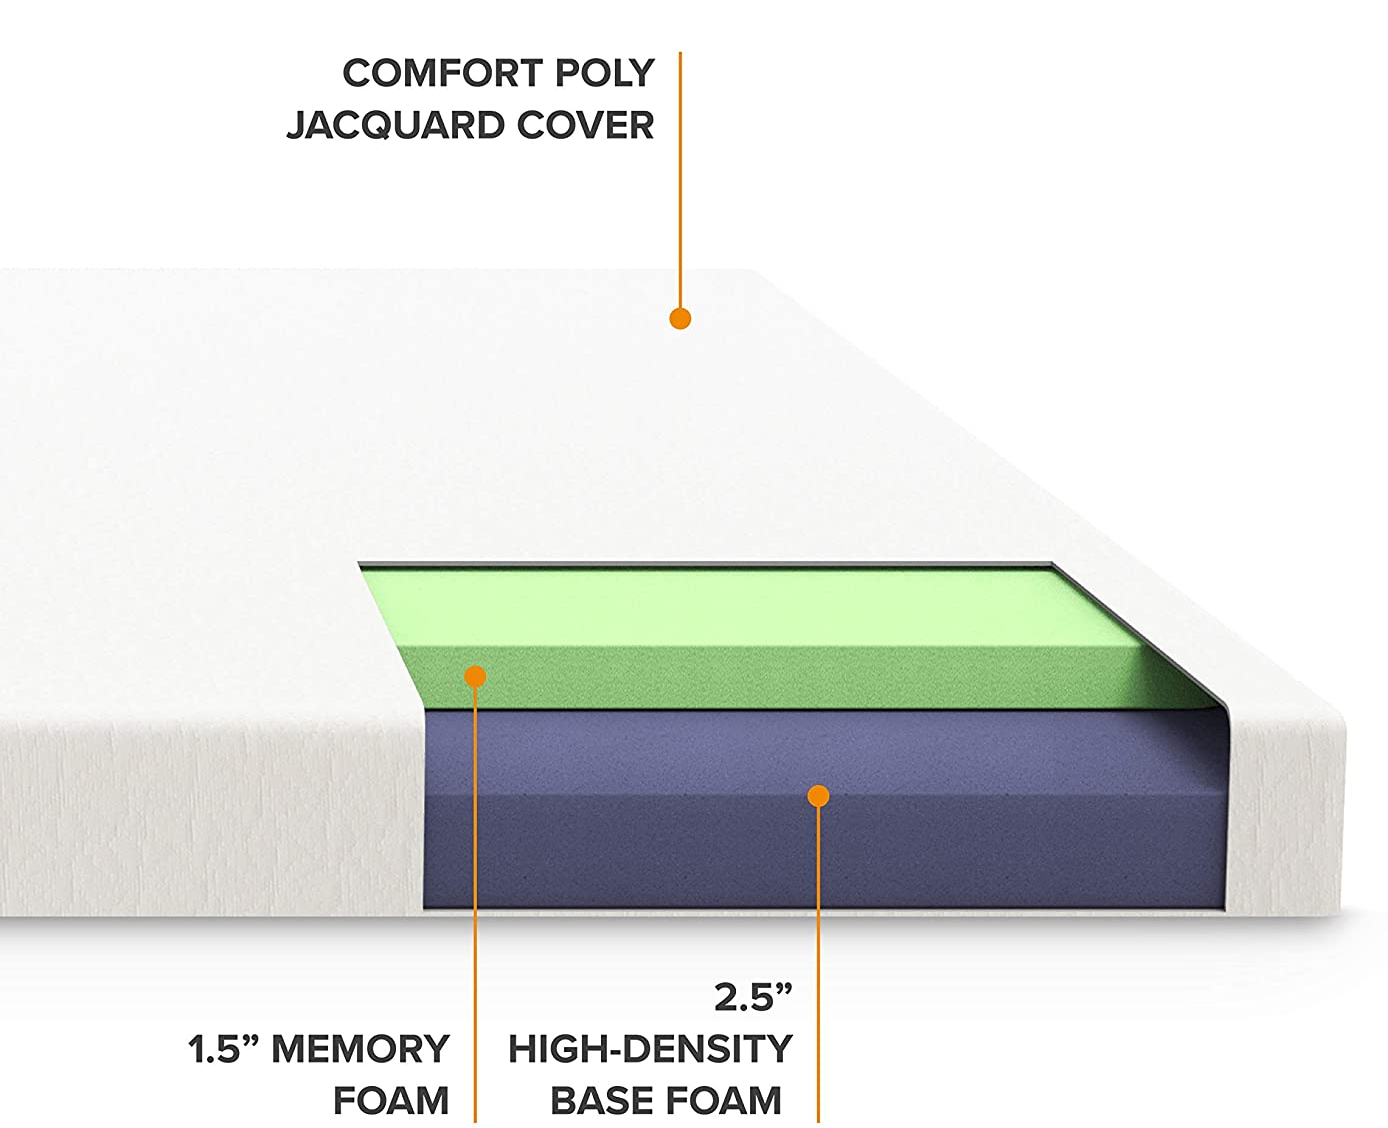 COMFORT POLY
JACQUARD COVER
1.5” MEMORY
FOAM
2.5”
HIGH-DENSITY
BASE FOAM